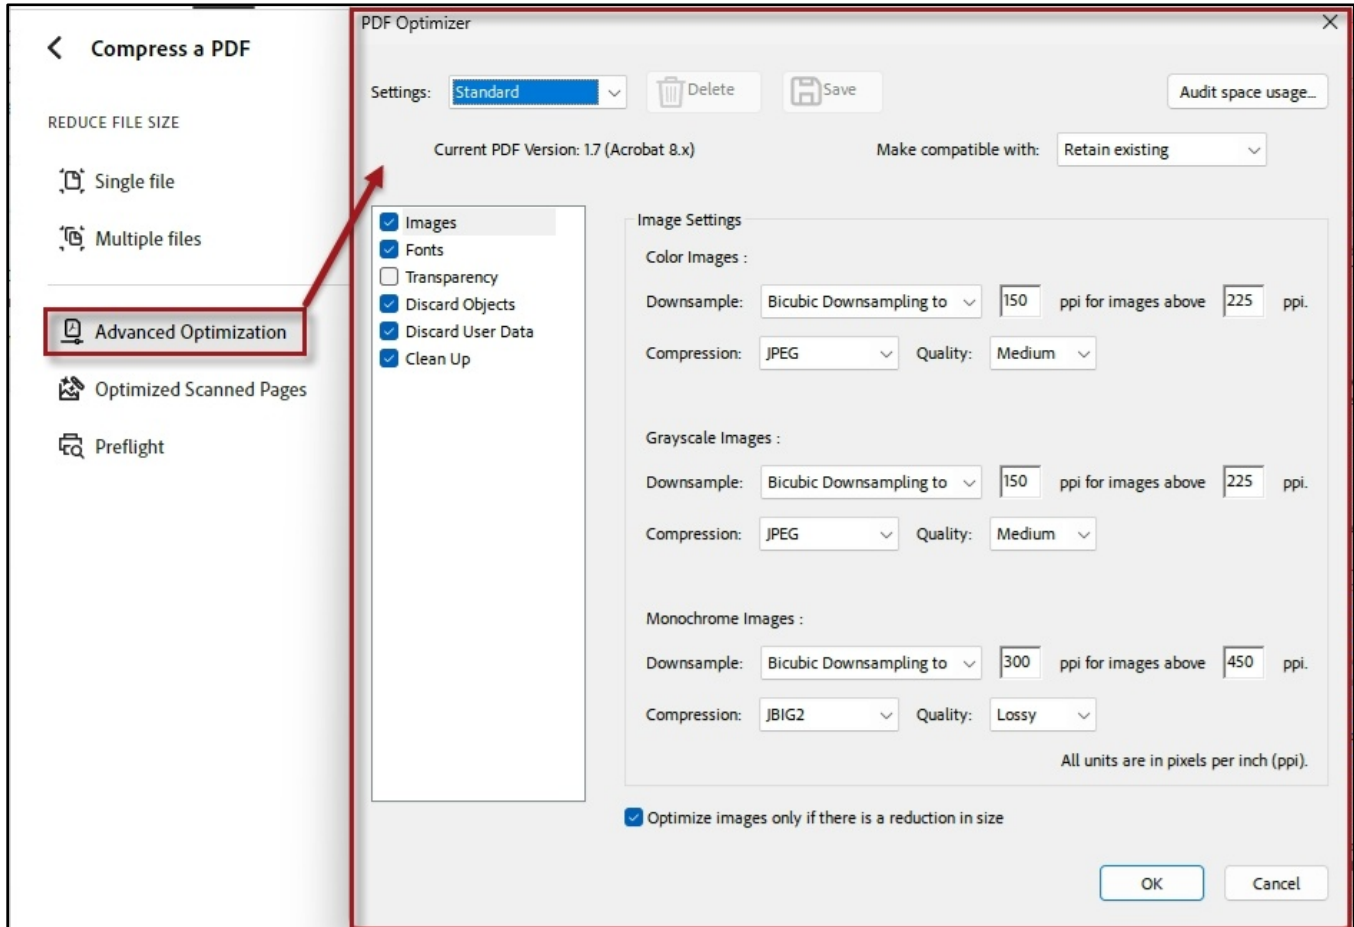 Compress a PDF
REDUCE FILE SIZE
Single file
Multiple files
Advanced Optimization
Optimized Scanned Pages
Preflight
PDF Optimizer
Settings: Standard Delete Save Audit space usage...
Current PDF Version: 1.7 (Acrobat 8.x) Make compatible with: Retain existing
Images
Fonts
Transparency
Discard Objects
Discard User Data
Clean Up
Image Settings
Color Images :
Downsample: Bicubic Downsampling to 150 ppi for images above 225 ppi.
Compression: JPEG Quality: Medium
Grayscale Images :
Downsample: Bicubic Downsampling to 150 ppi for images above 225 ppi.
Compression: JPEG Quality: Medium
Monochrome Images :
Downsample: Bicubic Downsampling to 300 ppi for images above 450 ppi.
Compression: JBIG2 Quality: Lossy
All units are in pixels per inch (ppi).
Optimize images only if there is a reduction in size
OK Cancel